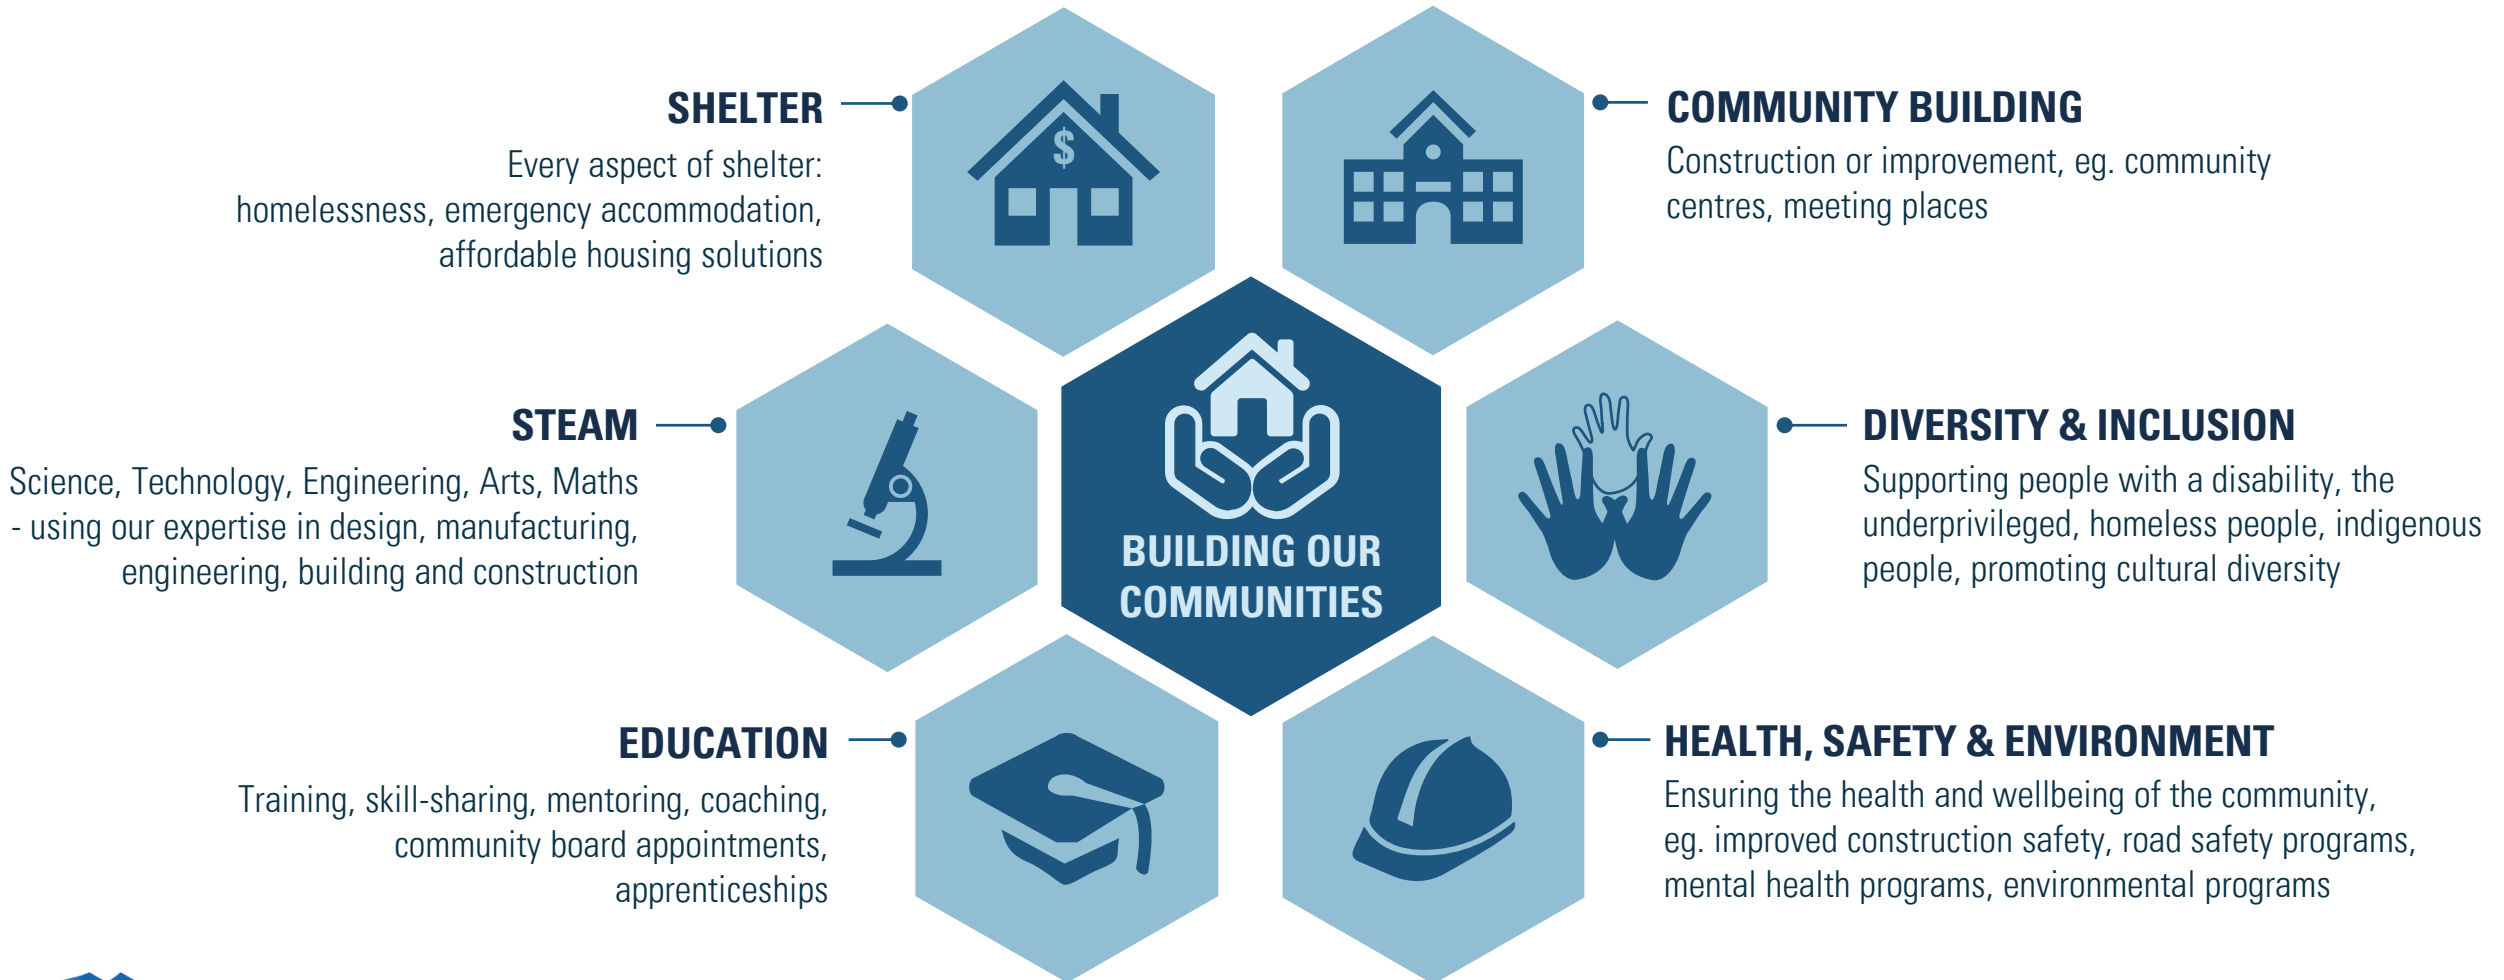 SHELTER
Every aspect of shelter:
homelessness, emergency accommodation,
affordable housing solutions
COMMUNITY BUILDING
Construction or improvement, eg. community
centres, meeting places
STEAM
Science, Technology, Engineering, Arts, Maths
- using our expertise in design, manufacturing,
engineering, building and construction
$
BUILDING OUR
COMMUNITIES
DIVERSITY & INCLUSION
Supporting people with a disability, the
underprivileged, homeless people, indigenous
people, promoting cultural diversity
EDUCATION
Training, skill-sharing, mentoring, coaching,
community board appointments,
apprenticeships
HEALTH, SAFETY & ENVIRONMENT
Ensuring the health and wellbeing of the community,
eg. improved construction safety, road safety programs,
mental health programs, environmental programs